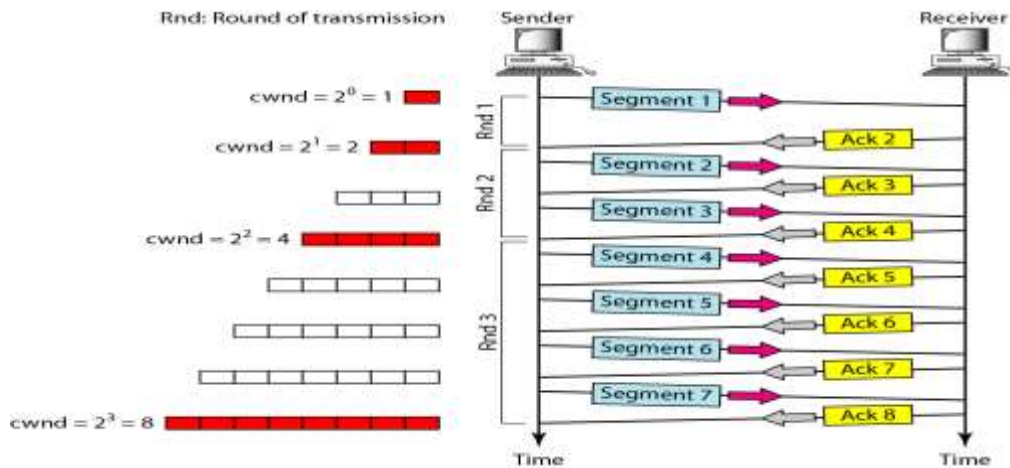 Rnd: Round of transmission
Sender
Receiver
cwnd = 2⁰ = 1
Rnd 1
Segment 1
Ack 2
cwnd = 2¹ = 2
Rnd 2
Segment 2
Ack 3
Segment 3
Ack 4
cwnd = 2² = 4
Rnd 3
Segment 4
Ack 5
Segment 5
Ack 6
Segment 6
Ack 7
Segment 7
Ack 8
cwnd = 2³ = 8
Time
Time